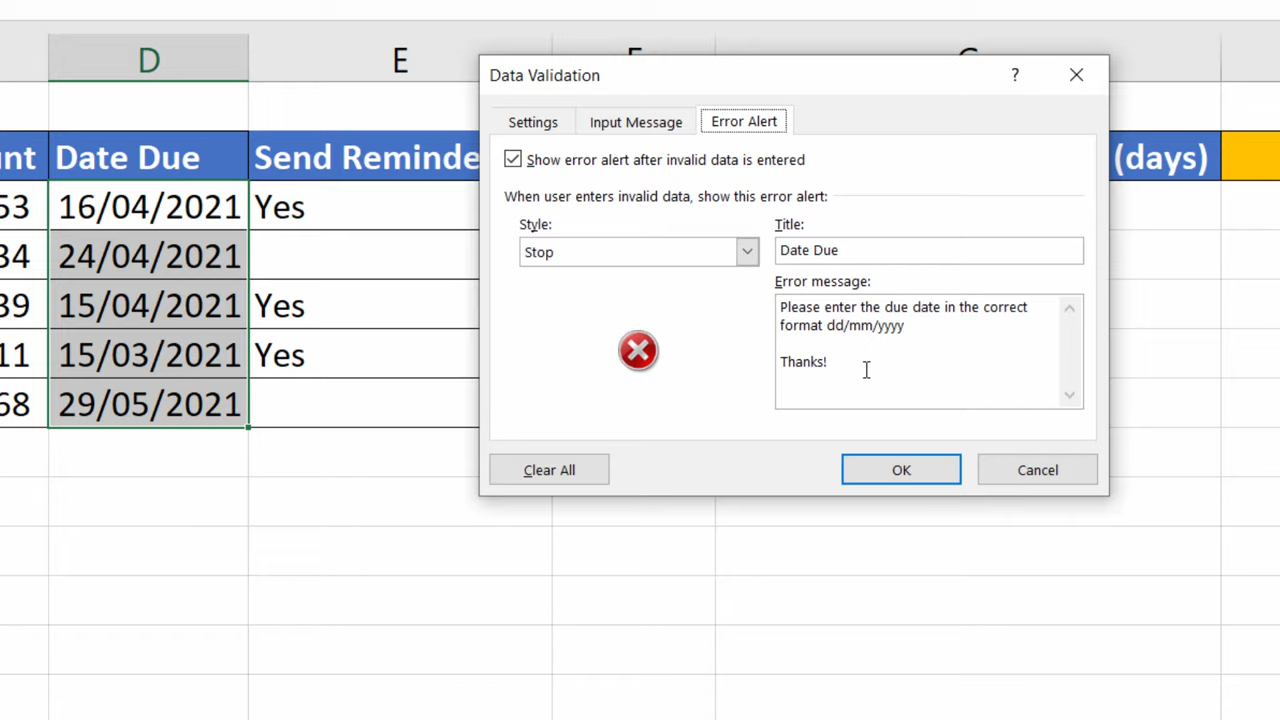 D E
Data Validation ?
Settings Input Message Error Alert
Show error alert after invalid data is entered
When user enters invalid data, show this error alert:
Style: Title:
Stop Date Due
Error message:
Please enter the due date in the correct
format dd/mm/yyyy
Thanks!
Clear All OK Cancel
unt Date Due Send Reminde (days)
53 16/04/2021 Yes
34 24/04/2021
39 15/04/2021 Yes
11 15/03/2021 Yes
68 29/05/2021